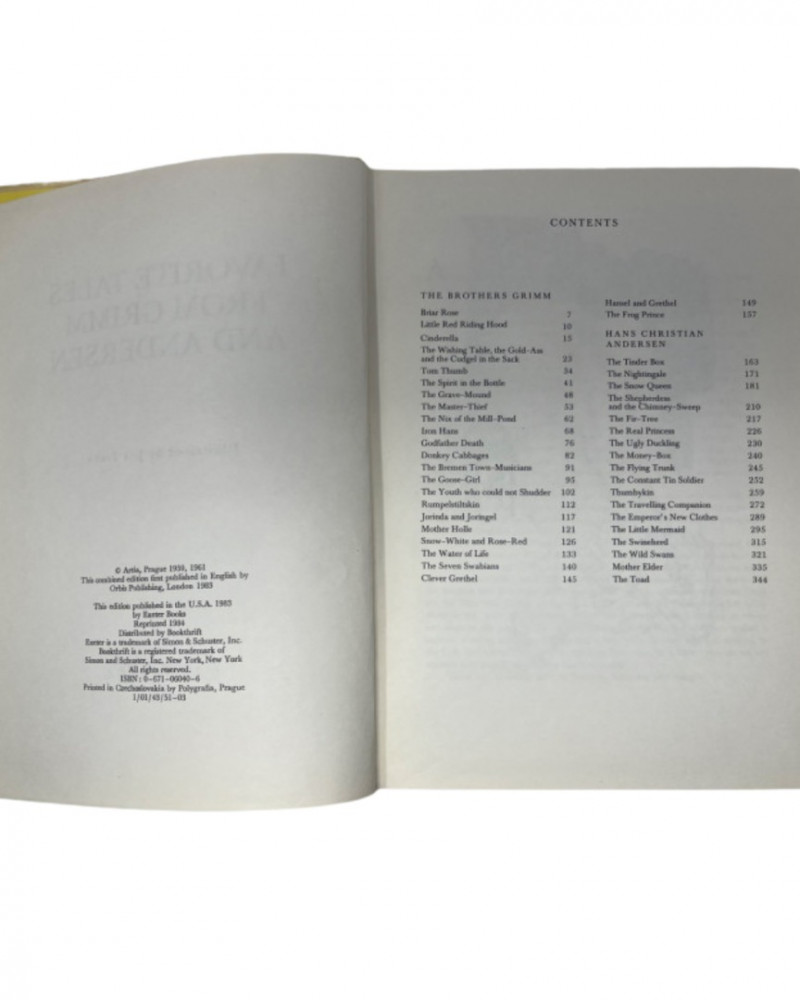 FAVORITE TALES
FROM GRIMM
AND ANDERSEN
© Artia, Prague 1959, 1961
This combined edition first published in English by
Orbis Publishing, London 1983
This edition published in the U.S.A. 1983
by Exeter Books
Reprinted 1984
Distributed by Bookthrift
Exeter is a trademark of Simon & Schuster, Inc.
Bookthrift is a registered trademark of
Simon and Schuster, Inc. New York, New York
All rights reserved.
ISBN: 0-671-06040-6
Printed in Czechoslovakia by Polygrafia, Prague
1/01/43/51-03
CONTENTS
THE BROTHERS GRIMM
Briar Rose 7
Little Red Riding Hood 10
Cinderella 15
The Wishing Table, the Gold-Ass
and the Cudgel in the Sack 23
Tom Thumb 34
The Spirit in the Bottle 41
The Grave-Mound 48
The Master-Thief 53
The Nix of the Mill-Pond 62
Iron Hans 68
Godfather Death 76
Donkey Cabbages 82
The Bremen Town-Musicians 91
The Goose-Girl 95
The Youth who could not Shudder 102
Rumpelstiltskin 112
Jorinda and Joringel 117
Mother Holle 121
Snow-White and Rose-Red 126
The Water of Life 133
The Seven Swabians 140
Clever Grethel 145
Hansel and Grethel 149
The Frog Prince 157
HANS CHRISTIAN
ANDERSEN
The Tinder Box 163
The Nightingale 171
The Snow Queen 181
The Shepherdess
and the Chimney-Sweep 210
The Fir-Tree 217
The Real Princess 226
The Ugly Duckling 230
The Money-Box 240
The Flying Trunk 245
The Constant Tin Soldier 252
Thumbykin 259
The Travelling Companion 272
The Emperor's New Clothes 289
The Little Mermaid 295
The Swineherd 315
The Wild Swans 321
Mother Elder 335
The Toad 344